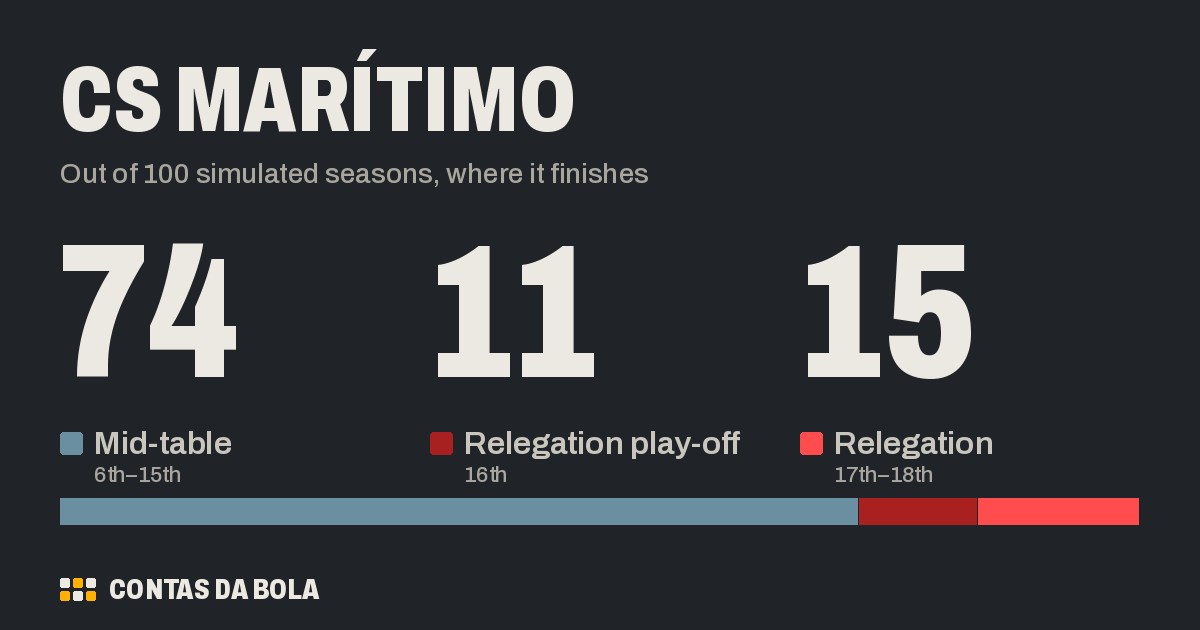 CS MARÍTIMO
Out of 100 simulated seasons, where it finishes
74 11 15
Mid-table Relegation play-off Relegation
6th–15th 16th 17th–18th
CONTAS DA BOLA